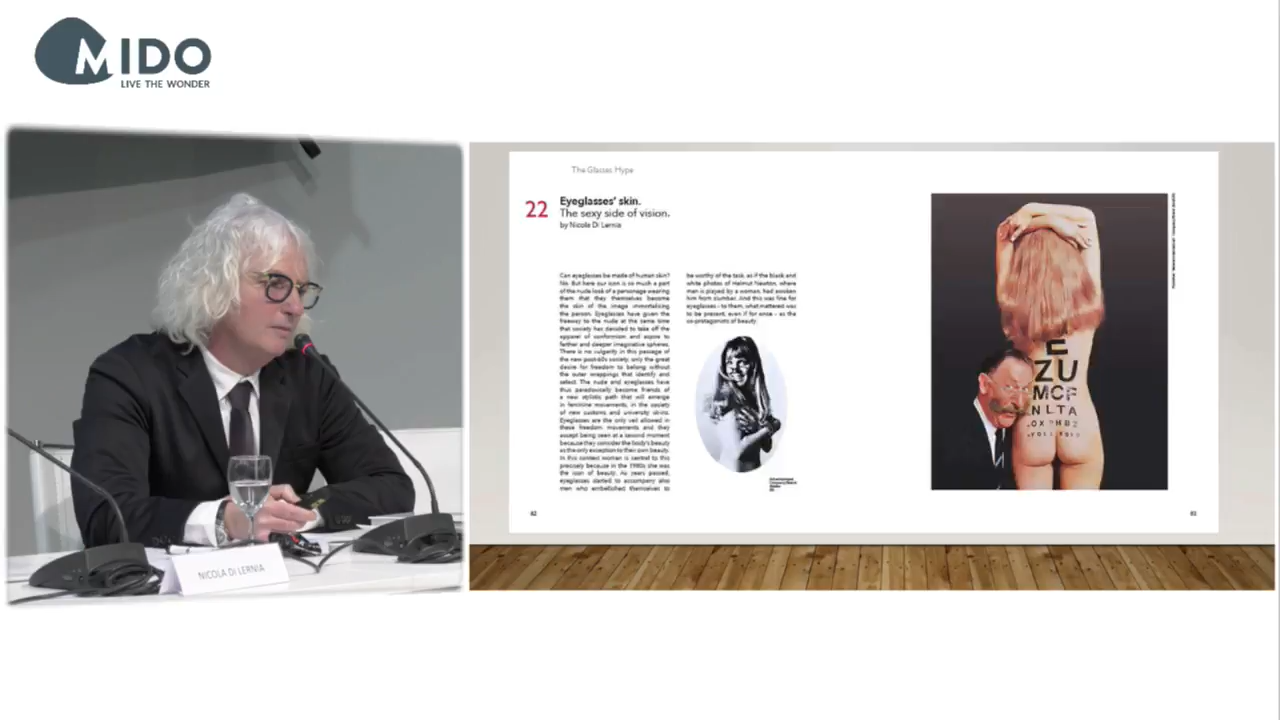 MIDO
LIVE THE WONDER
NICOLA DI LERNIA
The Glasses Hype
22
Eyeglasses' skin.
The sexy side of vision.
by Nicola Di Lernia
Can eyeglasses be made of human skin?
No. But here our icon is so much a part
of the nude look of a personage wearing
them that they themselves become
the skin of the image immortalising
the person. Eyeglasses have given the
freeway to the nude at the same time
that society has decided to take off the
apparel of conformism and aspire to
farther and deeper imaginative spheres.
There is no vulgarity in this passage of
the new post-60s society, only the great
desire for freedom to belong without
the outer wrappings that identify and
select. The nude and eyeglasses have
thus paradoxically become friends of
a new stylistic path that will emerge
in feminine movements, in the society
of new customs and university skirts.
Eyeglasses are the only veil allowed in
these freedom movements and they
accept being seen at a second moment
because they consider the body's beauty
as the only exception to their own beauty.
In this context woman is central to this
precisely because in the 1980s she was
the icon of beauty. As years passed,
eyeglasses started to accompany also
men who embellished themselves to
be worthy of the task, as if the black and
white photos of Helmut Newton, where
man is played by a woman, had awoken
him from slumber. And this was fine for
eyeglasses - to them, what mattered was
to be present, even if for once - as the
co-protagonists of beauty.
82
E
ZU
MCF
NLTA
83